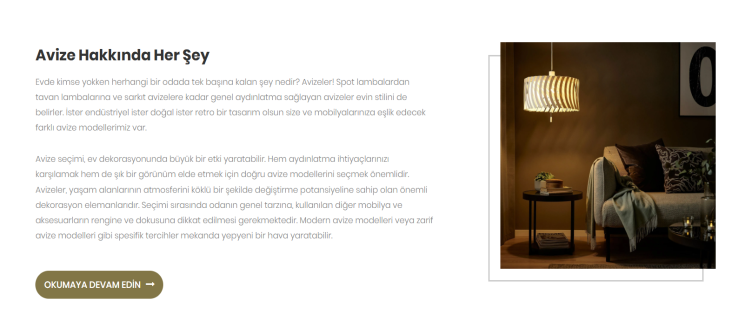 Avize Hakkında Her Şey
Evde kimse yokken herhangi bir odada tek başına kalan şey nedir? Avizeler! Spot lambalardan
tavan lambalarına ve sarkıt avizelere kadar genel aydınlatma sağlayan avizeler evin stilini de
belirler. İster endüstriyel ister doğal ister retro bir tasarım olsun size ve mobilyalarınıza eşlik edecek
farklı avize modellerimiz var.
Avize seçimi, ev dekorasyonunda büyük bir etki yaratabilir. Hem aydınlatma ihtiyaçlarınızı
karşılamak hem de şık bir görünüm elde etmek için doğru avize modellerini seçmek önemlidir.
Avizeler, yaşam alanlarının atmosferini köklü bir şekilde değiştirme potansiyeline sahip olan önemli
dekorasyon elemanlarıdır. Seçimi sırasında odanın genel tarzına, kullanılan diğer mobilya ve
aksesuarların rengine ve dokusuna dikkat edilmesi gerekmektedir. Modern avize modelleri veya zarif
avize modelleri gibi spesifik tercihler mekanda yepyeni bir hava yaratabilir.
OKUMAYA DEVAM EDİN →